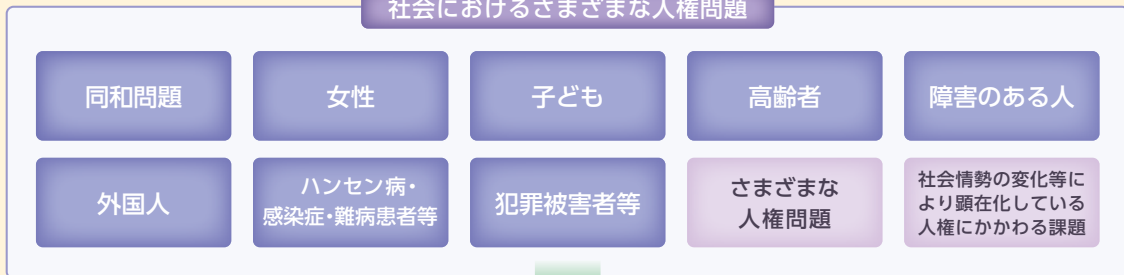 社会におけるさまざまな人権問題
同和問題
女性
子ども
高齢者
障害のある人
外国人
ハンセン病・
感染症・難病患者等
犯罪被害者等
さまざまな
人権問題
社会情勢の変化等に
より顕在化している
人権にかかわる課題